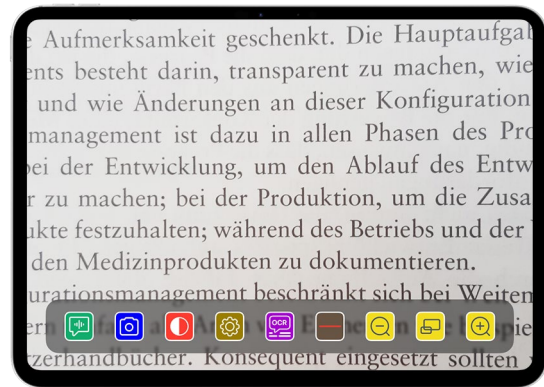 e Aufmerksamkeit geschenkt. Die Hauptaufga
ents besteht darin, transparent zu machen, wie
und wie Änderungen an dieser Konfiguration
management ist dazu in allen Phasen des Pro
bei der Entwicklung, um den Ablauf des Entw
r zu machen; bei der Produktion, um die Zusa
ukte festzuhalten; während des Betriebs und der
den Medizinprodukten zu dokumentieren.
urationsmanagement beschränkt sich bei Weiten
OCR
rzerhandbücher. Konsequent eingesetzt sollten